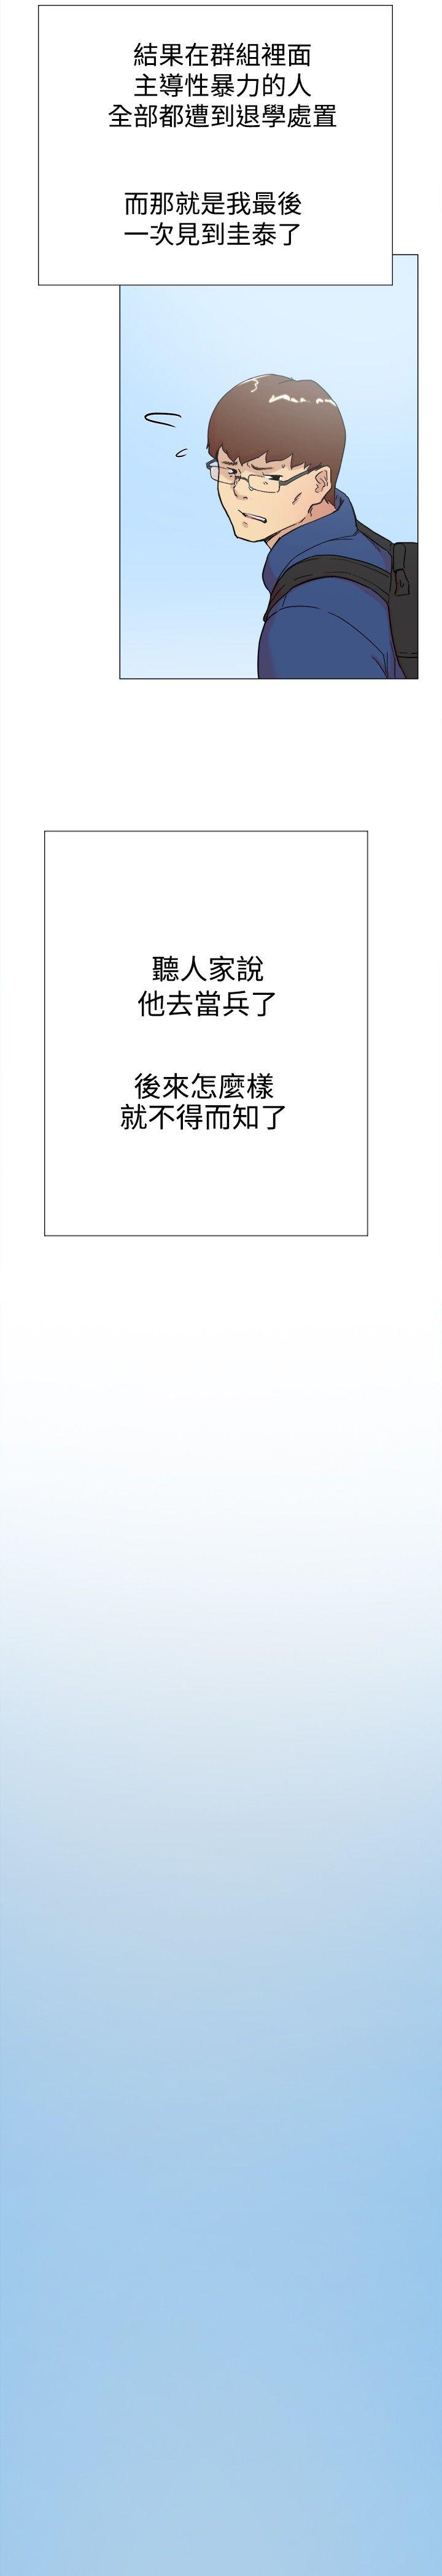 結果在群組裡面
主導性暴力的人
全部都遭到退學處置
而那就是我最後
一次見到圭泰了
聽人家說
他去當兵了
後來怎麼樣
就不得而知了